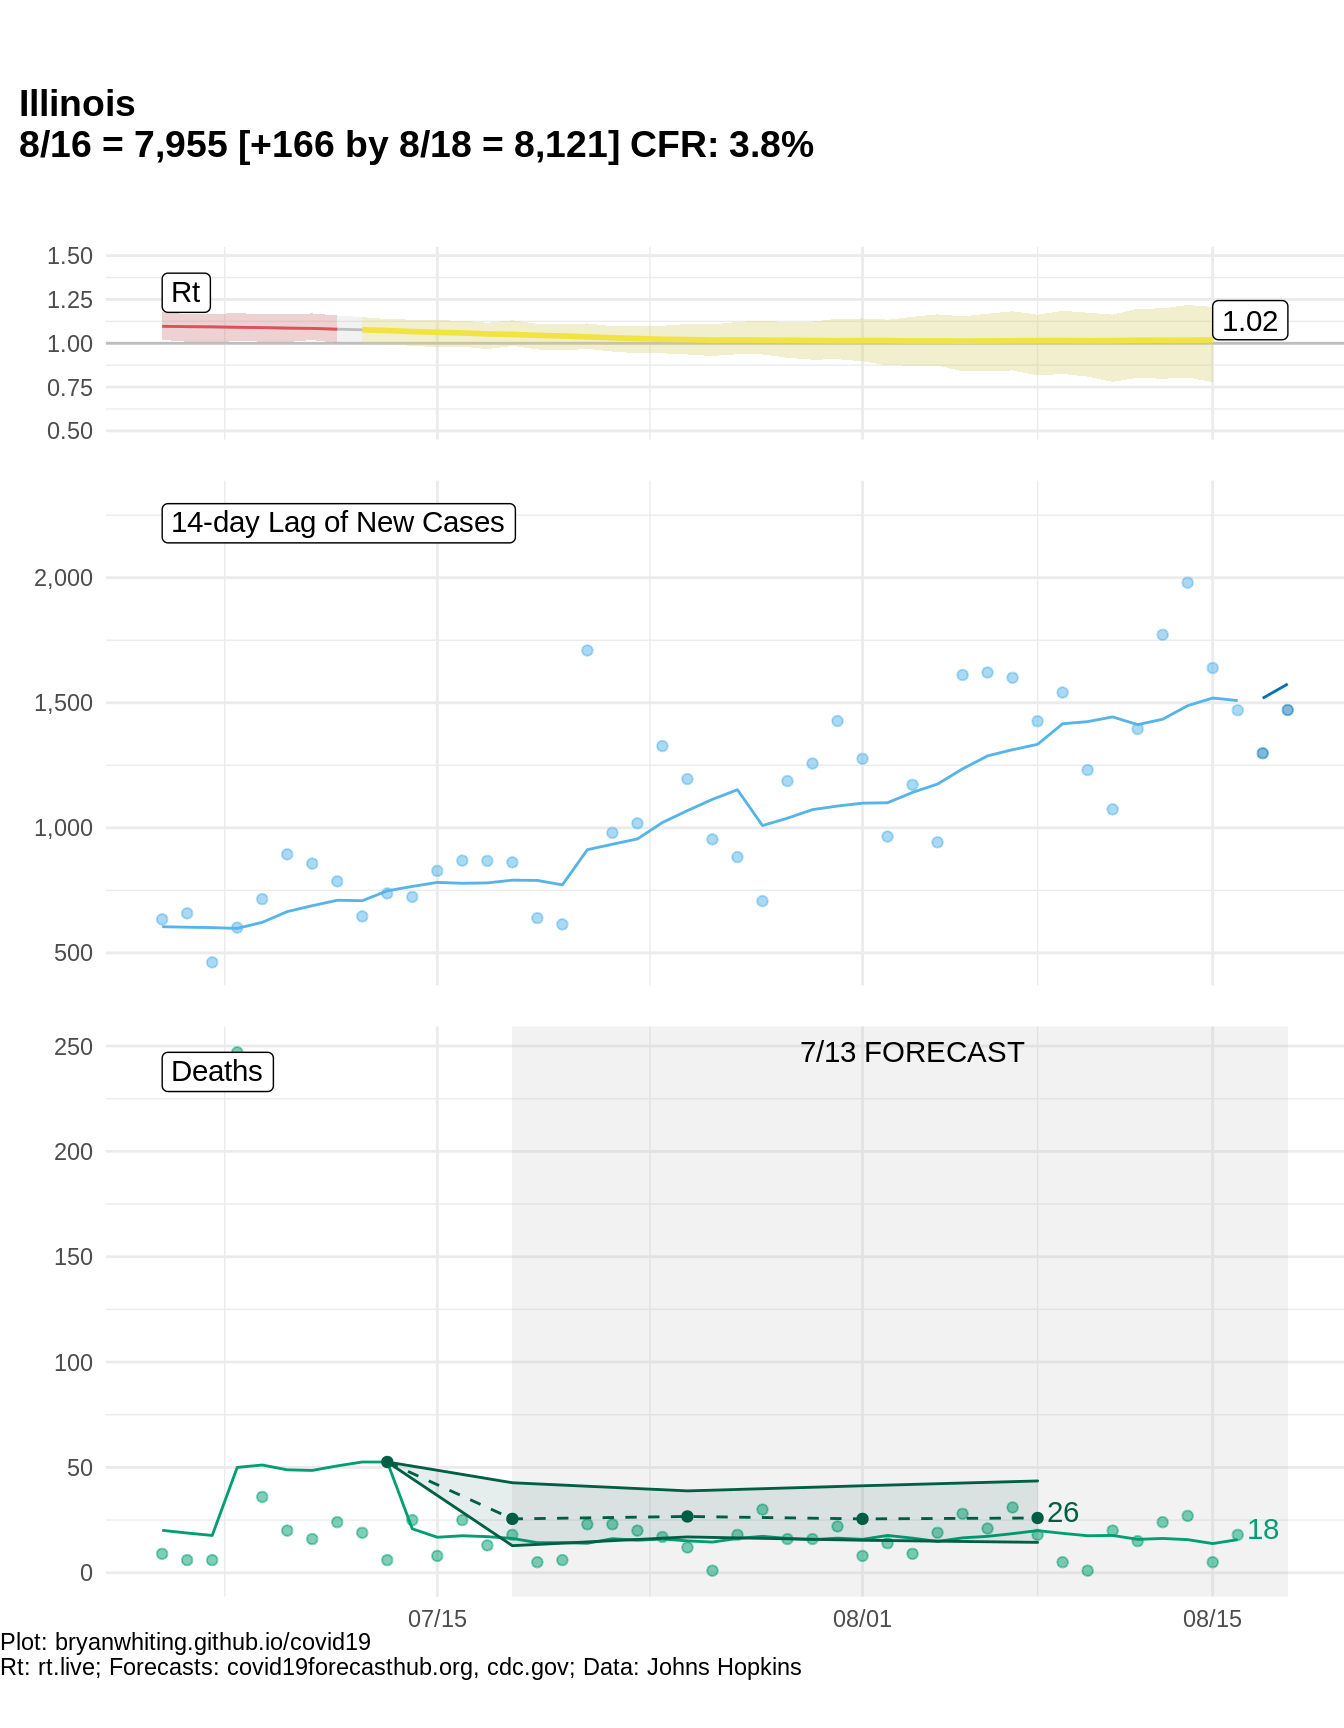 Illinois
8/16 = 7,955 [+166 by 8/18 = 8,121] CFR: 3.8%
1.50
1.25
1.00
0.75
0.50
Rt
1.02
14-day Lag of New Cases
2,000
1,500
1,000
500
250
200
150
100
50
0
Deaths
7/13 FORECAST
26
18
07/15
08/01
08/15
Plot: bryanwhiting.github.io/covid19
Rt: rt.live; Forecasts: covid19forecasthub.org, cdc.gov; Data: Johns Hopkins